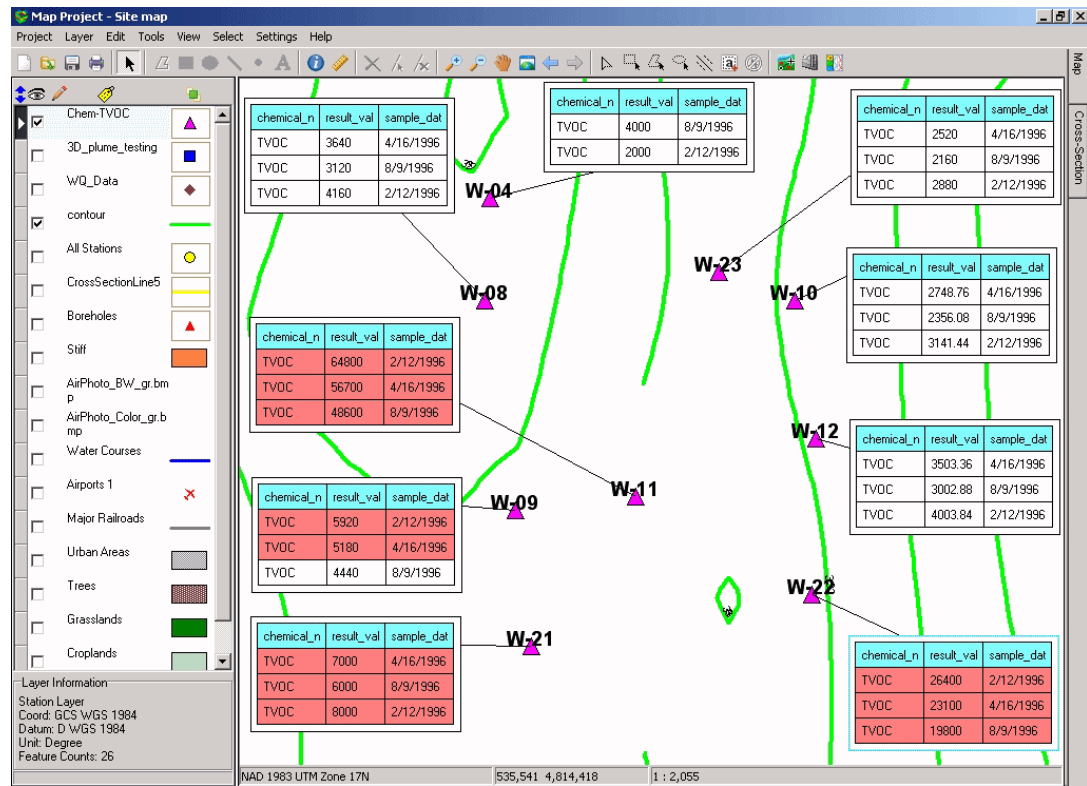 Map Project - Site map
Project Layer Edit Tools View Select Settings Help
Chem-TVOC
3D_plume_testing
WQ_Data
contour
All Stations
CrossSectionLine5
Boreholes
Stiff
AirPhoto_BW_gr.bm
p
AirPhoto_Color_gr.b
mp
Water Courses
Airports 1
Major Railroads
Urban Areas
Trees
Grasslands
Croplands
Layer Information
Station Layer
Coord: GCS WGS 1984
Datum: D WGS 1984
Unit: Degree
Feature Counts: 26
chemical_n result_val sample_dat
TVOC 3640 4/16/1996
TVOC 3120 8/9/1996
TVOC 4160 2/12/1996
chemical_n result_val sample_dat
TVOC 4000 8/9/1996
TVOC 2000 2/12/1996
chemical_n result_val sample_dat
TVOC 2520 4/16/1996
TVOC 2160 8/9/1996
TVOC 2880 2/12/1996
W-04
W-23
W-08
W-10
chemical_n result_val sample_dat
TVOC 2748.76 4/16/1996
TVOC 2356.08 8/9/1996
TVOC 3141.44 2/12/1996
chemical_n result_val sample_dat
TVOC 64800 2/12/1996
TVOC 56700 4/16/1996
TVOC 48600 8/9/1996
W-12
chemical_n result_val sample_dat
TVOC 3503.36 4/16/1996
TVOC 3002.88 8/9/1996
TVOC 4003.84 2/12/1996
W-11
W-09
chemical_n result_val sample_dat
TVOC 5920 2/12/1996
TVOC 5180 4/16/1996
TVOC 4440 8/9/1996
W-22
W-21
chemical_n result_val sample_dat
TVOC 7000 4/16/1996
TVOC 6000 8/9/1996
TVOC 8000 2/12/1996
chemical_n result_val sample_dat
TVOC 26400 2/12/1996
TVOC 23100 4/16/1996
TVOC 19800 8/9/1996
NAD 1983 UTM Zone 17N 535,541 4,814,418 1 : 2,055
Map
Cross-Section